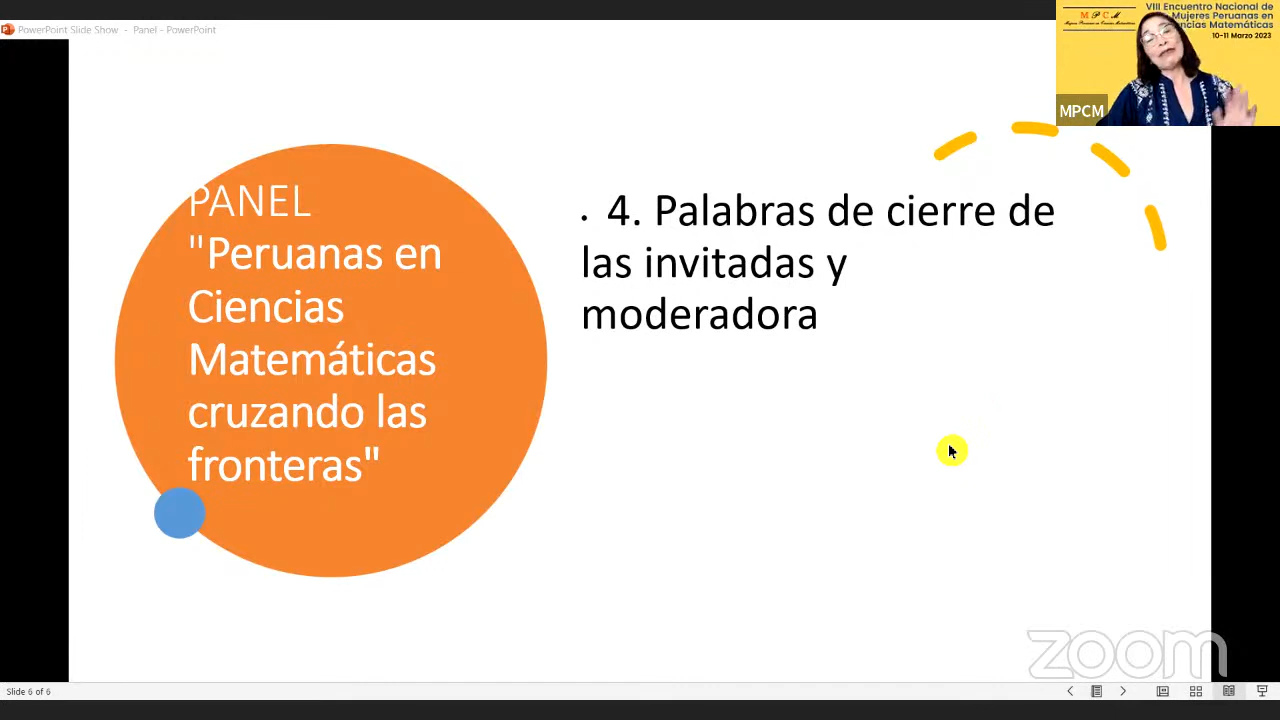 PowerPoint Slide Show - Panel - PowerPoint
M P C M
VIII Encuentro Nacional de
Mujeres Peruanas en
Ciencias Matemáticas
10-11 Marzo 2023
MPCM
PANEL
"Peruanas en
Ciencias
Matemáticas
cruzando las
fronteras"
• 4. Palabras de cierre de
las invitadas y
moderadora
zoom
Slide 6 of 6